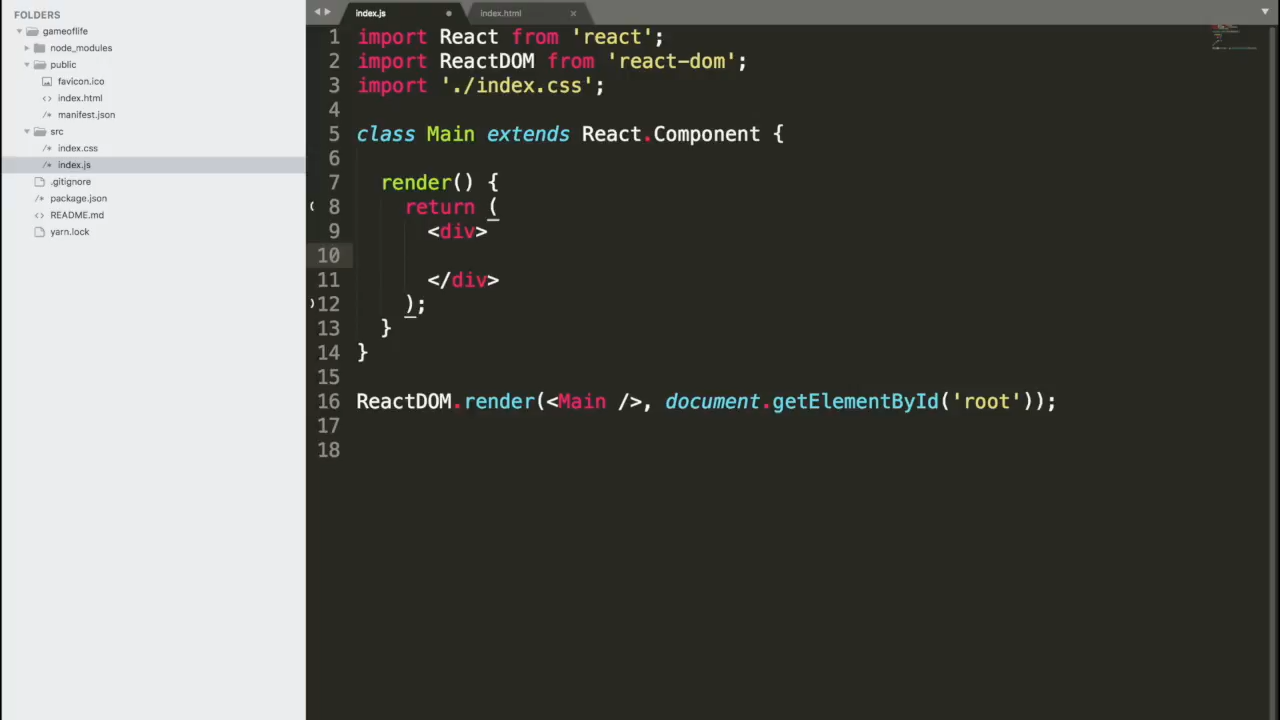 FOLDERS
gameoflife
node_modules
public
favicon.ico
<> index.html
/* manifest.json
src
/* index.css
/* index.js
.gitignore
/* package.json
<> README.md
yarn.lock
index.js
index.html ×
1 import React from 'react';
2 import ReactDOM from 'react-dom';
3 import './index.css';
4
5 class Main extends React.Component {
6
7   render() {
8     return (
9       <div>
10
11       </div>
12     );
13   }
14 }
15
16 ReactDOM.render(<Main />, document.getElementById('root'));
17
18